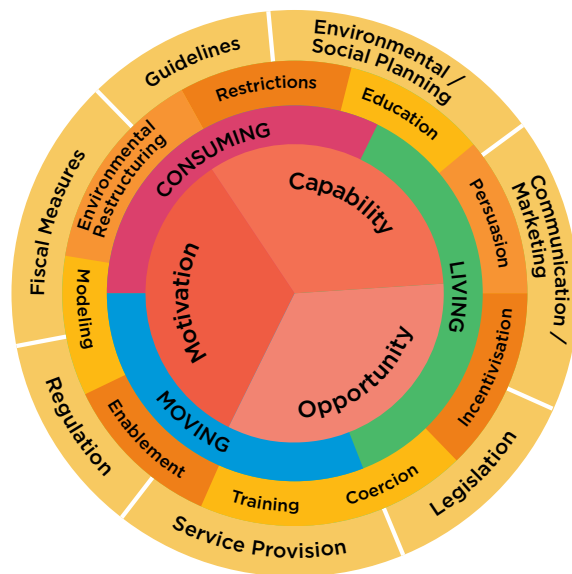 Environmental /
Social Planning
Communication /
Marketing
Legislation
Service Provision
Regulation
Fiscal Measures
Guidelines
Restrictions
Education
Persuasion
Incentivisation
Coercion
Training
Enablement
Modeling
Environmental
Restructuring
CONSUMING
LIVING
MOVING
Capability
Opportunity
Motivation